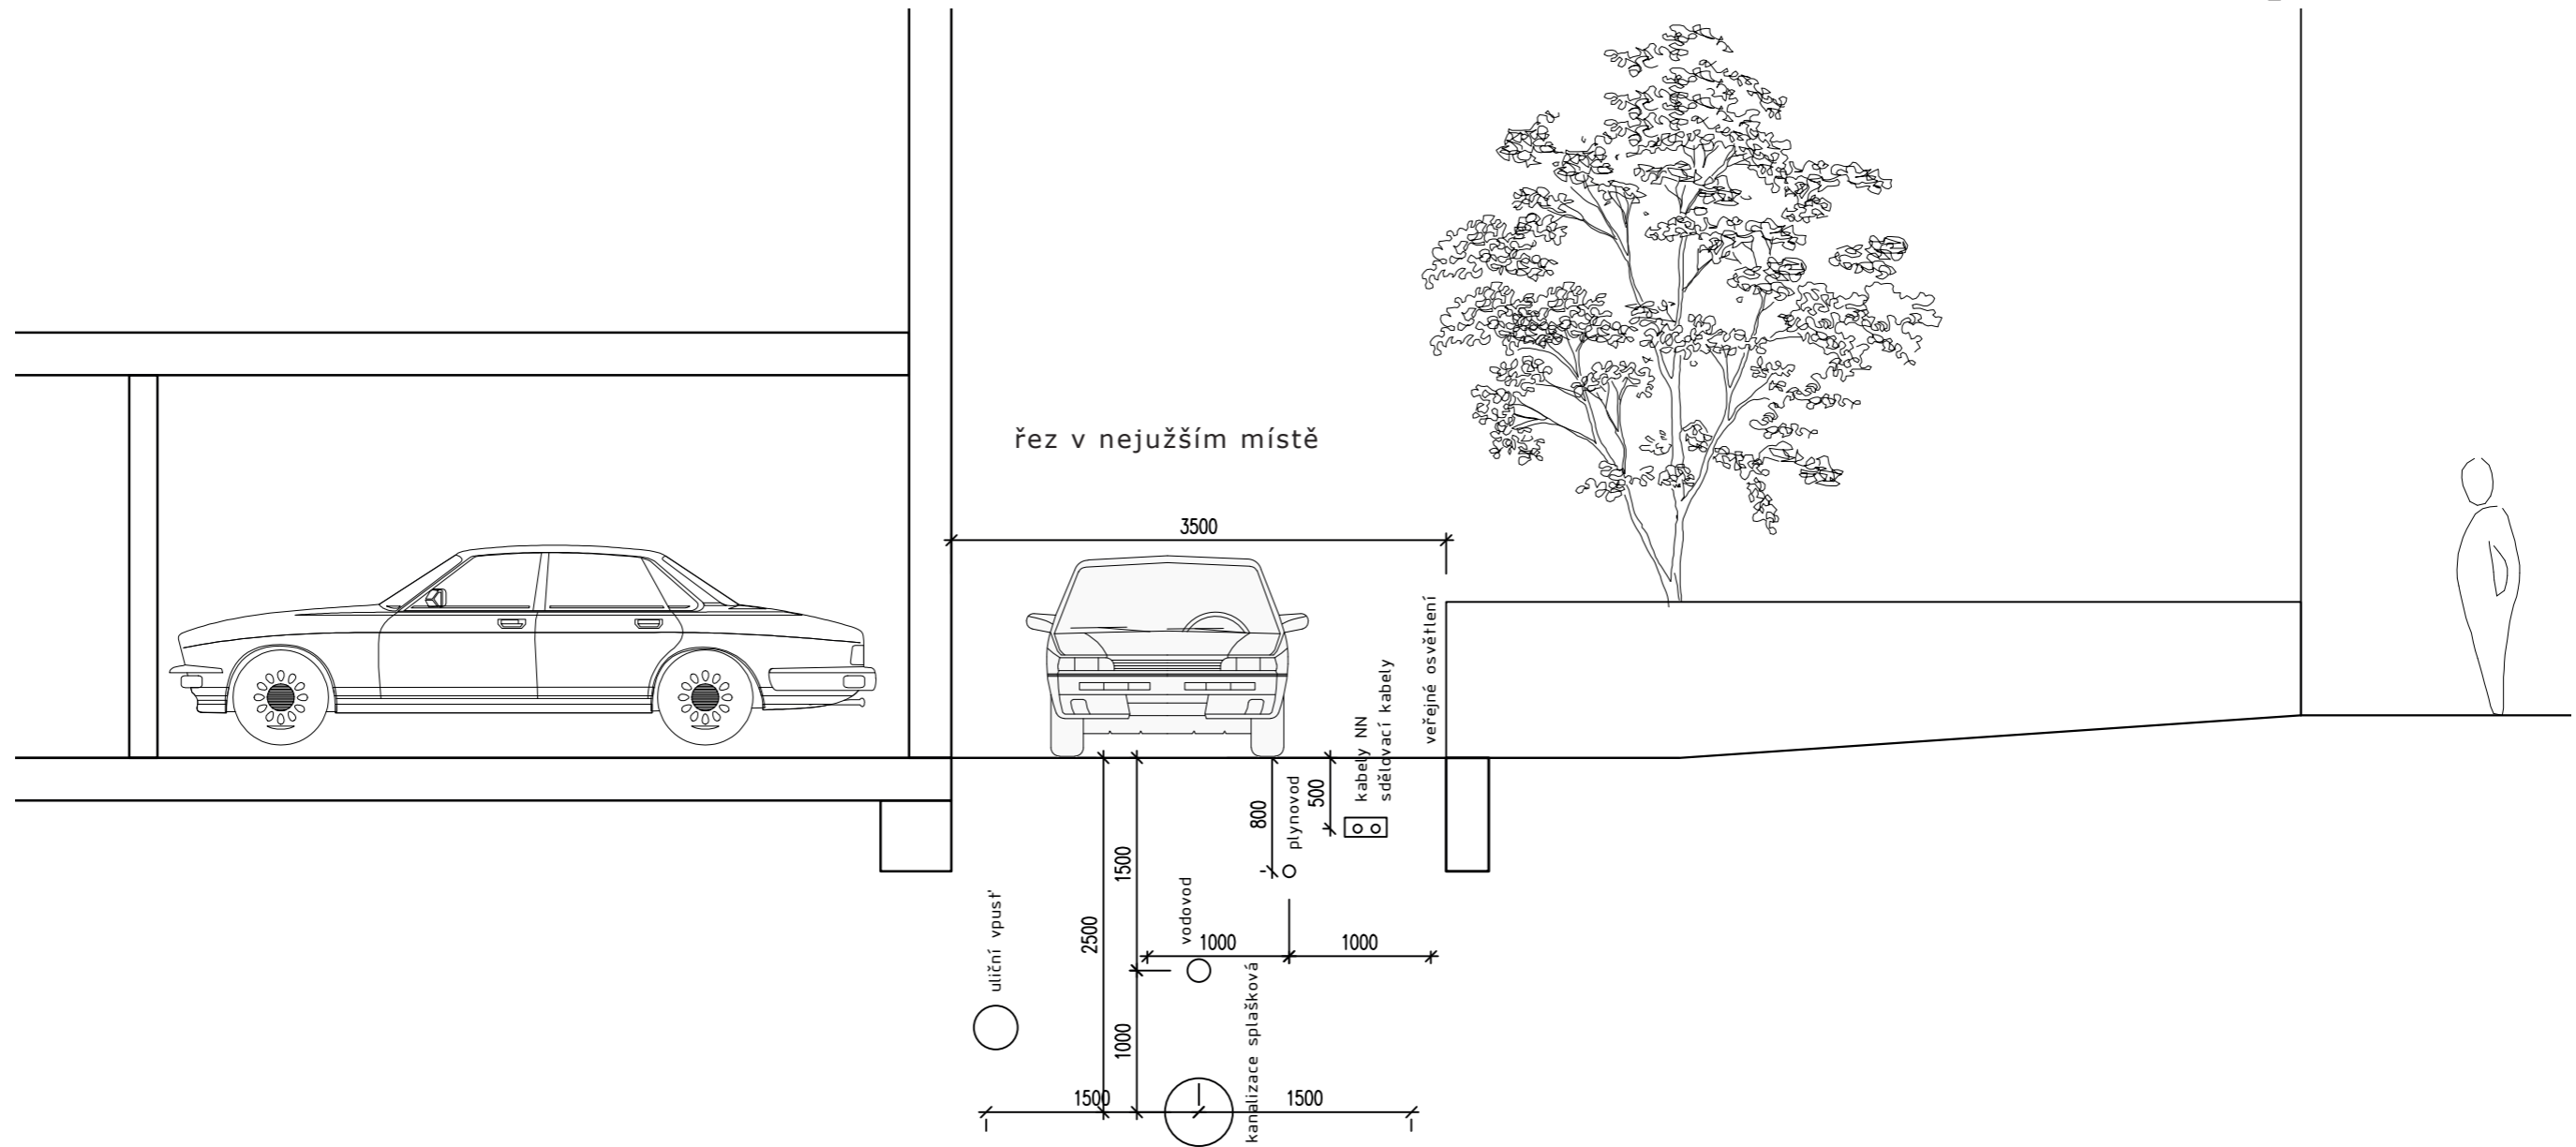 řez v nejužším místě
3500
veřejné osvětlení
sdělovací kabely
kabely NN
500
plynovod
800
1500
2500
vodovod
uliční vpusť
1000
1000
kanalizace splašková
1000
1500
1500